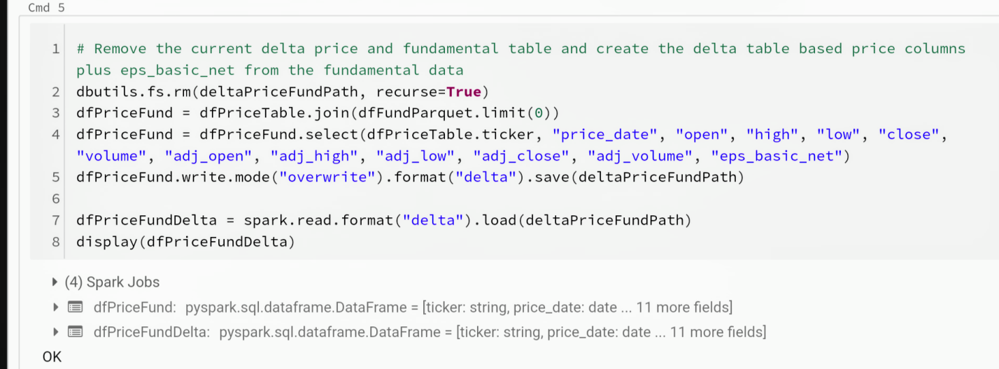 Cmd 5
1 # Remove the current delta price and fundamental table and create the delta table based price columns
plus eps_basic_net from the fundamental data
2 dbutils.fs.rm(deltaPriceFundPath, recurse=True)
3 dfPriceFund = dfPriceTable.join(dfFundParquet.limit(0))
4 dfPriceFund = dfPriceFund.select(dfPriceTable.ticker, "price_date", "open", "high", "low", "close",
"volume", "adj_open", "adj_high", "adj_low", "adj_close", "adj_volume", "eps_basic_net")
5 dfPriceFund.write.mode("overwrite").format("delta").save(deltaPriceFundPath)
6
7 dfPriceFundDelta = spark.read.format("delta").load(deltaPriceFundPath)
8 display(dfPriceFundDelta)
(4) Spark Jobs
dfPriceFund: pyspark.sql.dataframe.DataFrame = [ticker: string, price_date: date ... 11 more fields]
dfPriceFundDelta: pyspark.sql.dataframe.DataFrame = [ticker: string, price_date: date ... 11 more fields]
OK